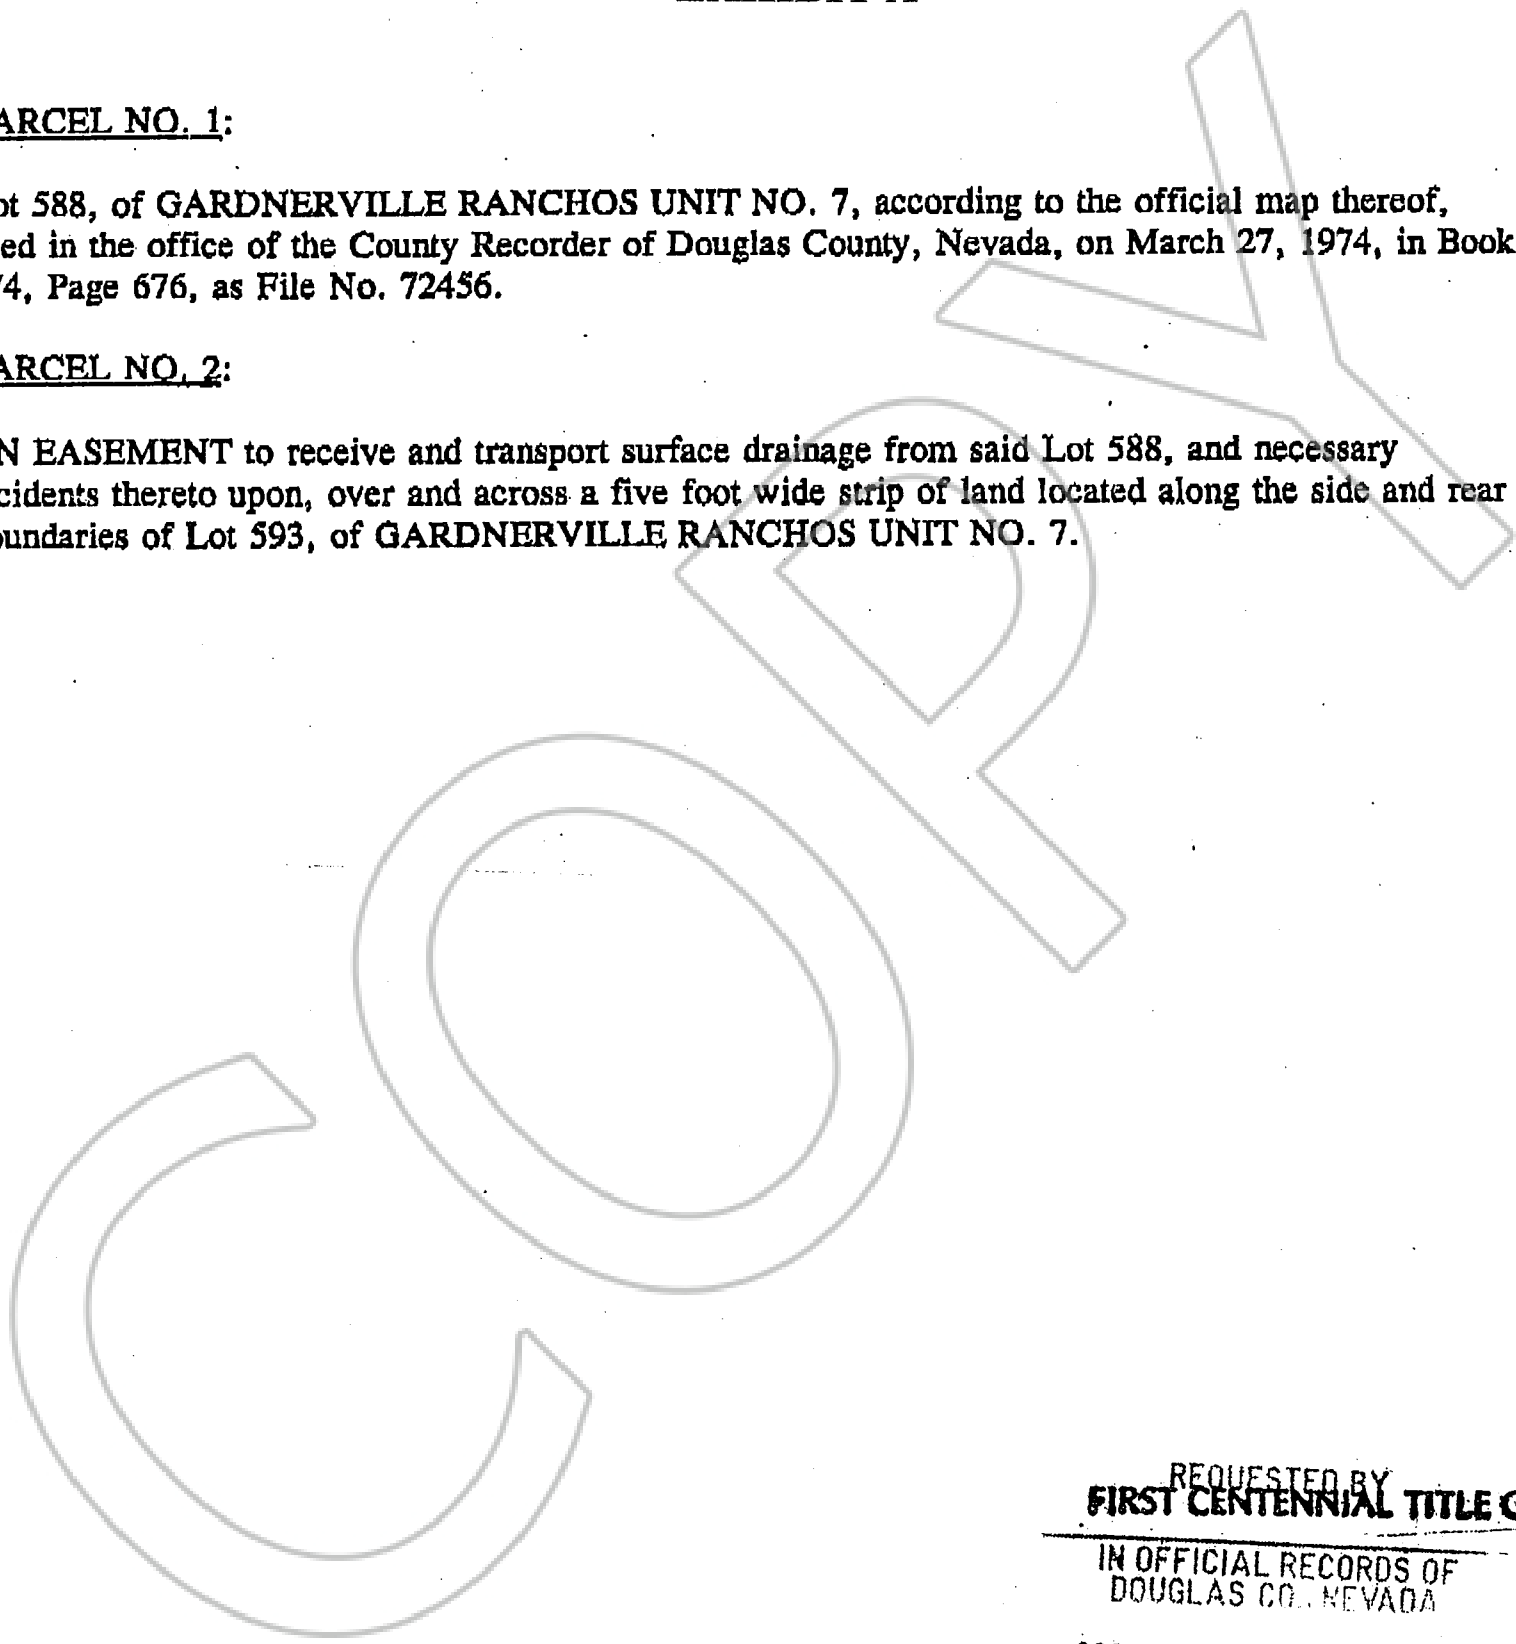 ARCEL NO. 1:
ot 588, of GARDNERVILLE RANCHOS UNIT NO. 7, according to the official map thereof,
ed in the office of the County Recorder of Douglas County, Nevada, on March 27, 1974, in Book
74, Page 676, as File No. 72456.
ARCEL NO. 2:
N EASEMENT to receive and transport surface drainage from said Lot 588, and necessary
cidents thereto upon, over and across a five foot wide strip of land located along the side and rear
oundaries of Lot 593, of GARDNERVILLE RANCHOS UNIT NO. 7.
COPY
REQUESTED BY
FIRST CENTENNIAL TITLE C
IN OFFICIAL RECORDS OF
DOUGLAS CO., NEVADA